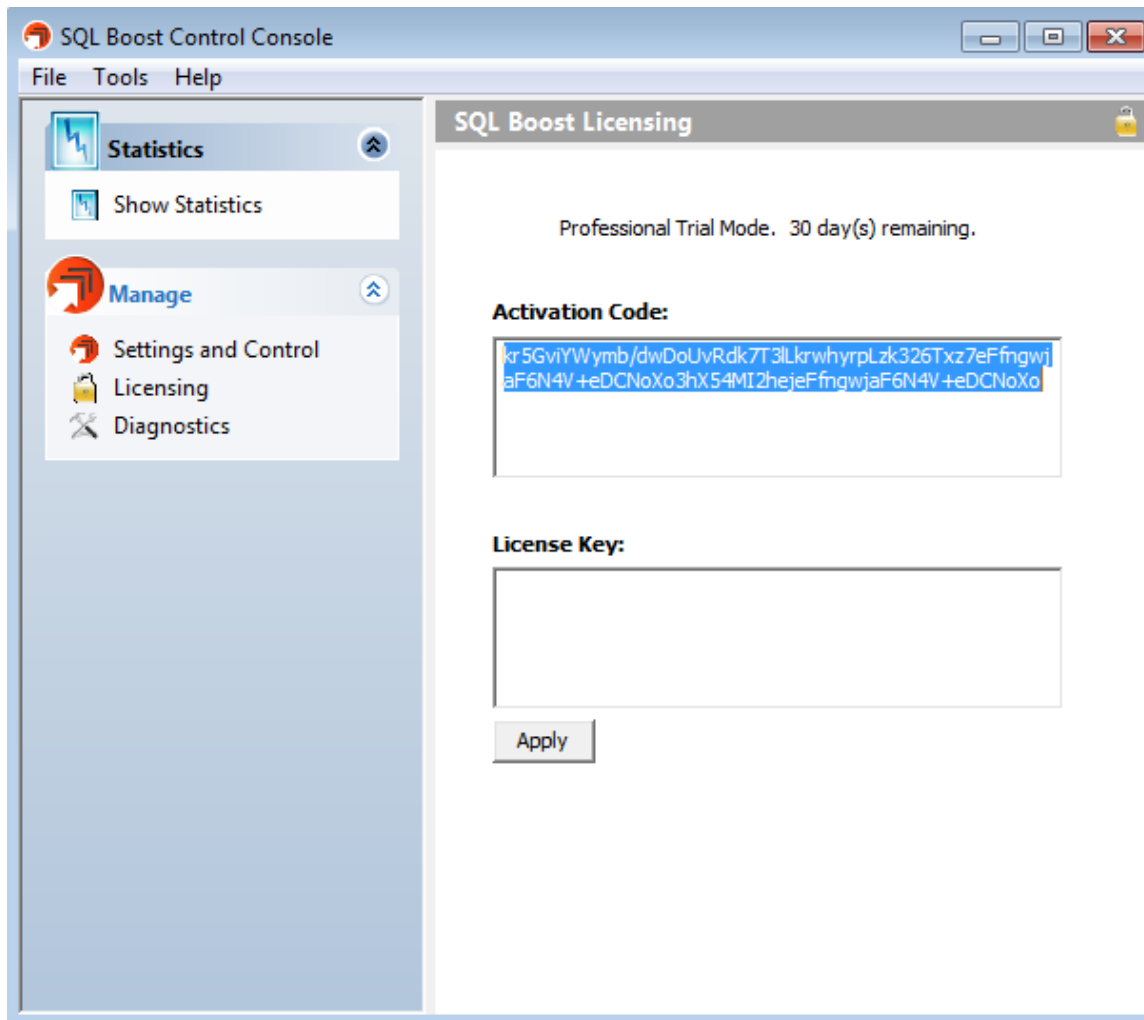 SQL Boost Control Console
File Tools Help
Statistics
Show Statistics
Manage
Settings and Control
Licensing
Diagnostics
SQL Boost Licensing
Professional Trial Mode. 30 day(s) remaining.
Activation Code:
kr5GviYWymb/dwDoUvRdk7T3lLkrwhyrpLzk326Txz7eFfngwj
aF6N4V+eDCNoXo3hX54MI2hejeFfngwjaF6N4V+eDCNoXo
License Key:
Apply